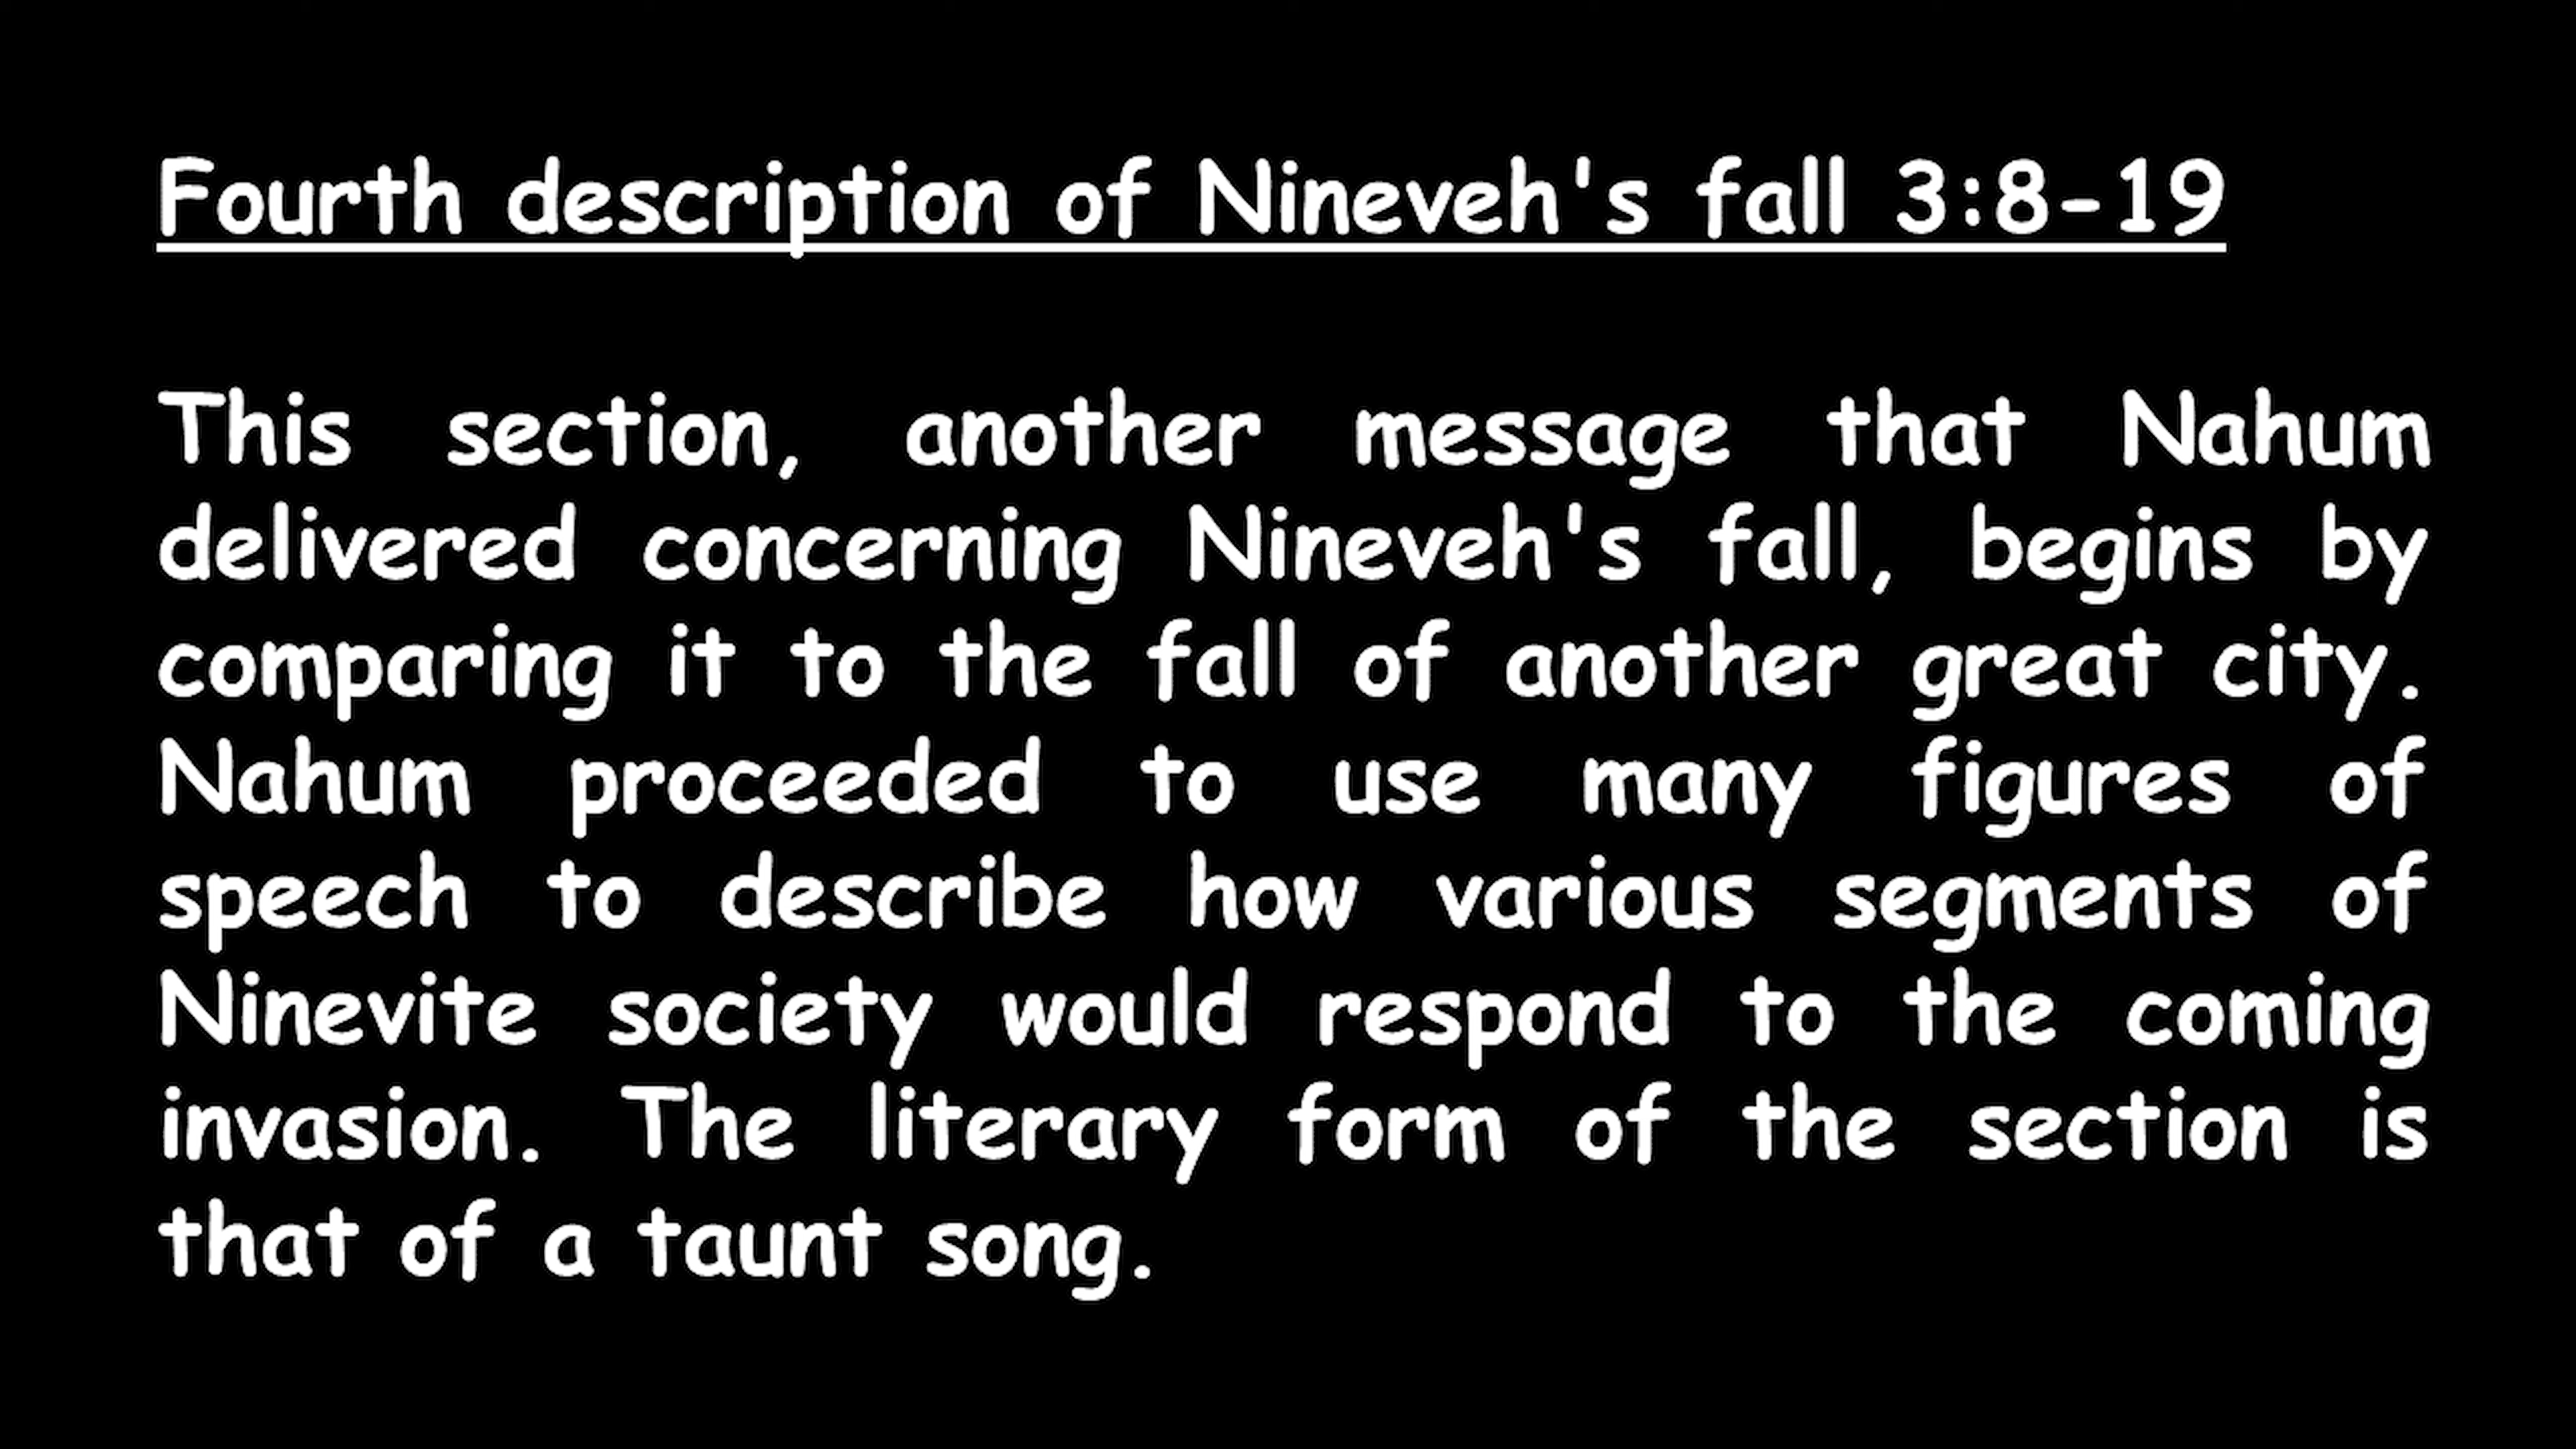 Fourth description of Nineveh's fall 3:8-19
This section, another message that Nahum
delivered concerning Nineveh's fall, begins by
comparing it to the fall of another great city.
Nahum proceeded to use many figures of
speech to describe how various segments of
Ninevite society would respond to the coming
invasion. The literary form of the section is
that of a taunt song.